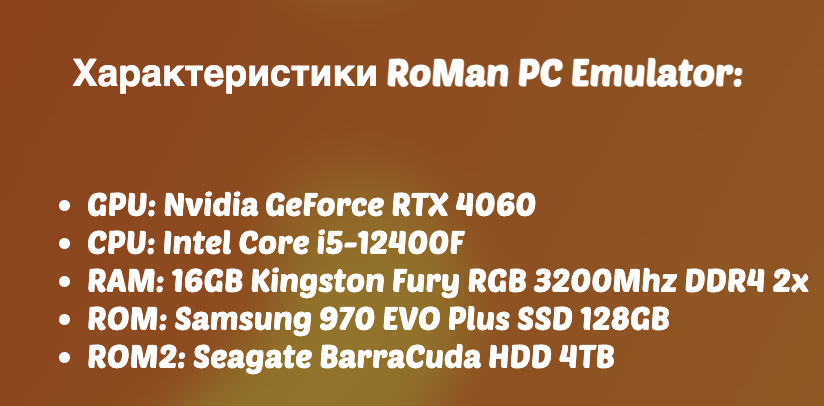 Характеристики RoMan PC Emulator:
• GPU: Nvidia GeForce RTX 4060
• CPU: Intel Core i5-12400F
• RAM: 16GB Kingston Fury RGB 3200Mhz DDR4 2x
• ROM: Samsung 970 EVO Plus SSD 128GB
• ROM2: Seagate BarraCuda HDD 4TB